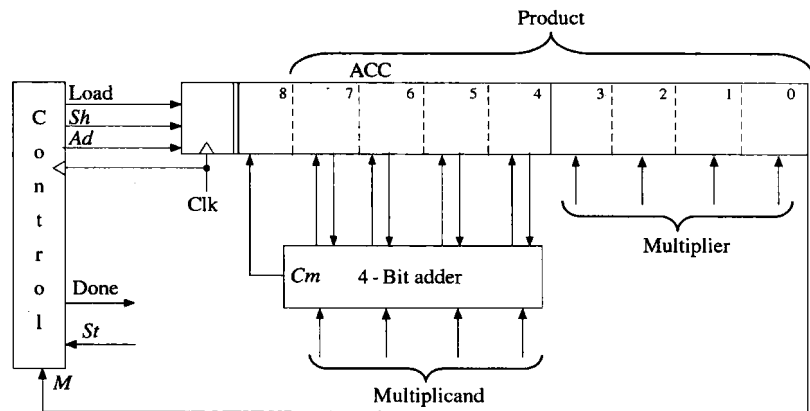 Product
ACC
Load
8 7 6 5 4 3 2 1 0
Sh
Ad
Control
Clk
Multiplier
Cm 4 - Bit adder
Done
St
Multiplicand
M